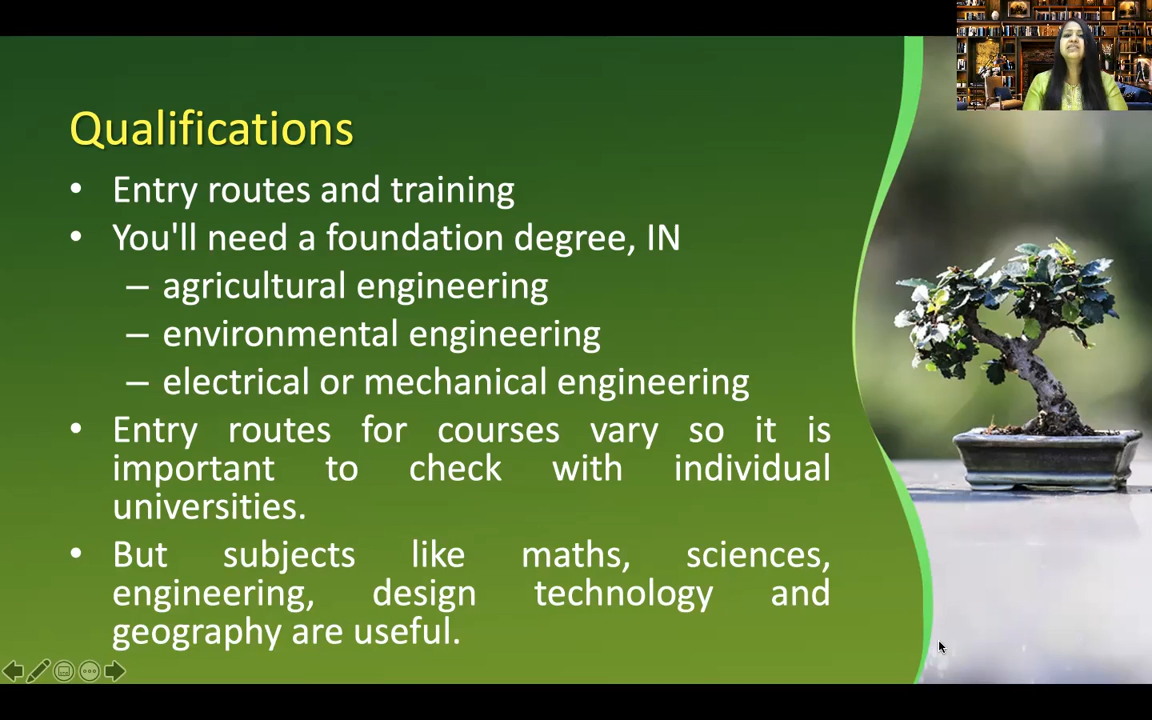 Qualifications
• Entry routes and training
• You'll need a foundation degree, IN
– agricultural engineering
– environmental engineering
– electrical or mechanical engineering
• Entry routes for courses vary so it is
important to check with individual
universities.
• But subjects like maths, sciences,
engineering, design technology and
geography are useful.